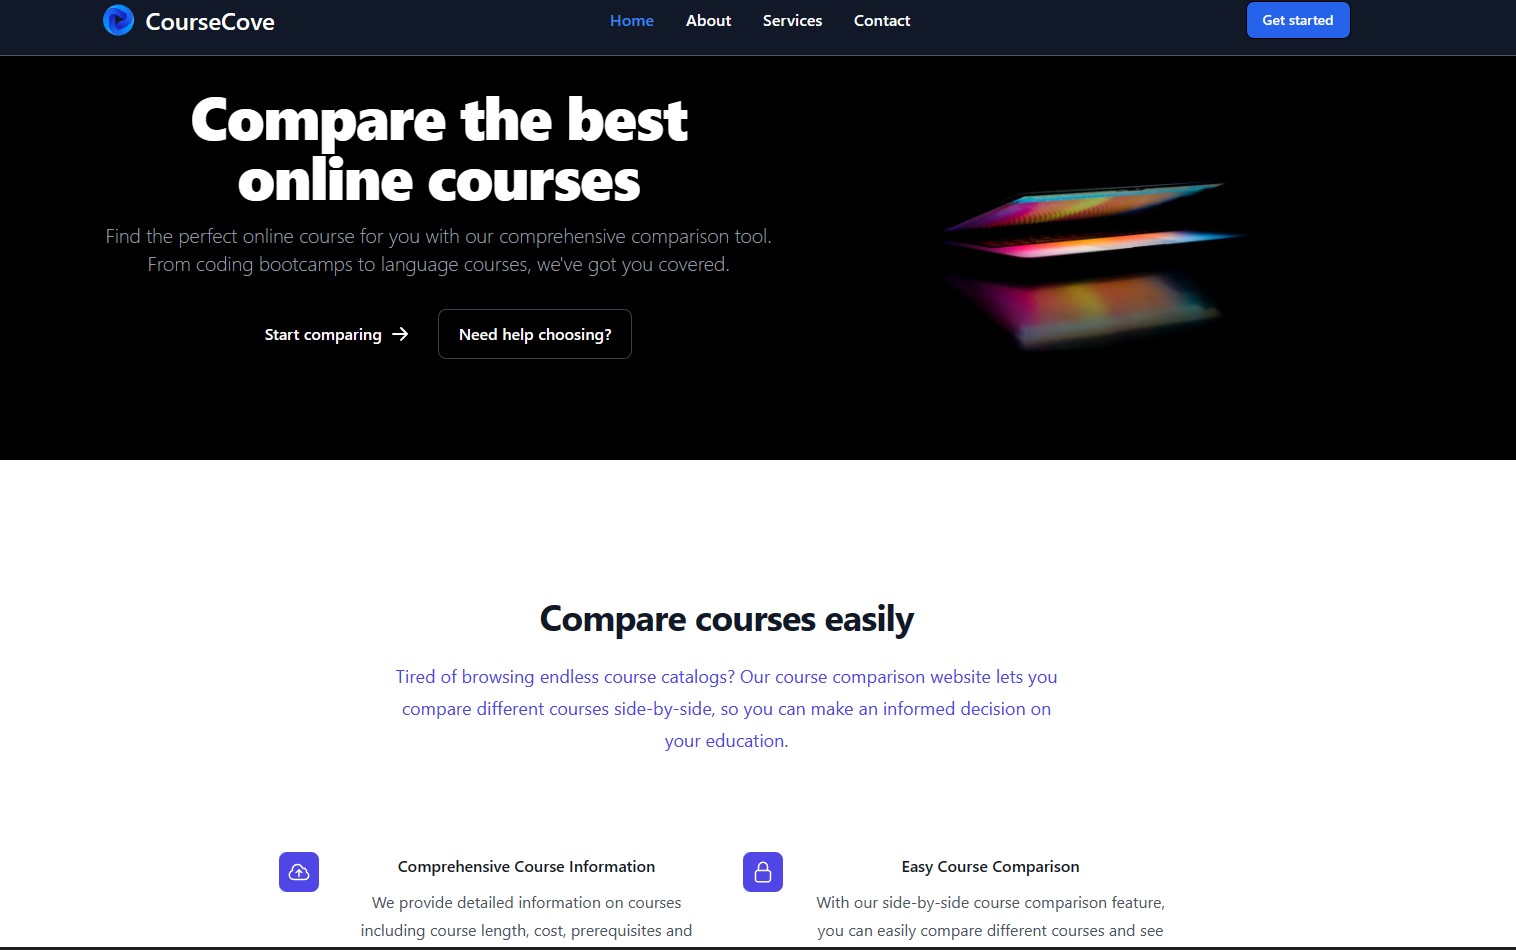 CourseCove
Home
About
Services
Contact
Get started
Compare the best
online courses
Find the perfect online course for you with our comprehensive comparison tool.
From coding bootcamps to language courses, we've got you covered.
Start comparing →
Need help choosing?
Compare courses easily
Tired of browsing endless course catalogs? Our course comparison website lets you
compare different courses side-by-side, so you can make an informed decision on
your education.
Comprehensive Course Information
We provide detailed information on courses
including course length, cost, prerequisites and
Easy Course Comparison
With our side-by-side course comparison feature,
you can easily compare different courses and see